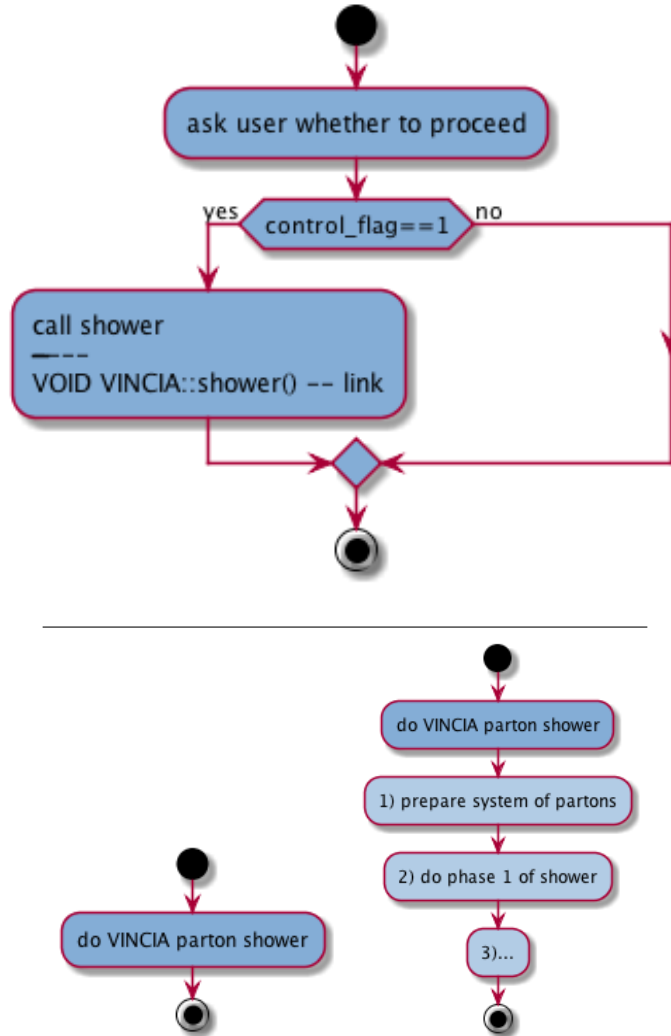 ask user whether to proceed
yes
control_flag==1
no
call shower
-----
VOID VINCIA::shower() -- link
do VINCIA parton shower
do VINCIA parton shower
1) prepare system of partons
2) do phase 1 of shower
3)...